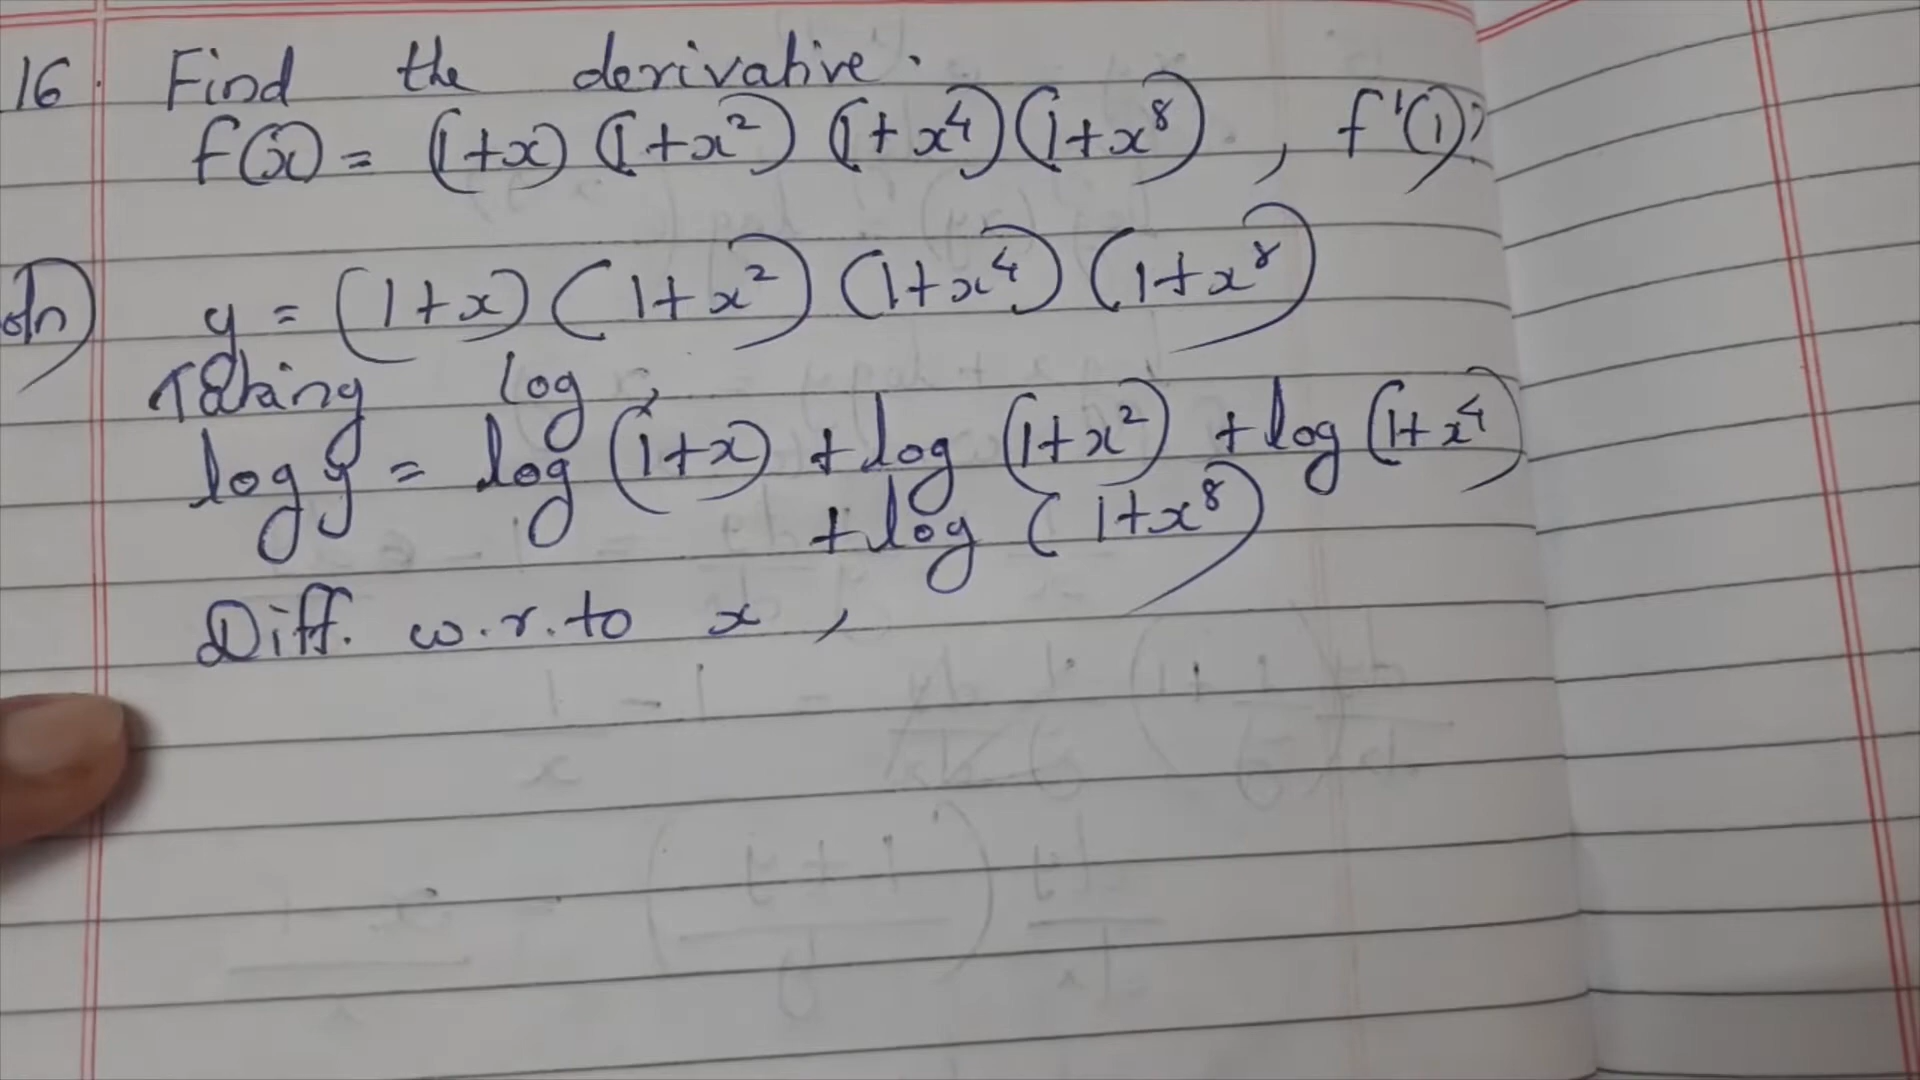 16. Find the derivative.
f(x) = (1+x) (1+x²) (1+x⁴) (1+x⁸), f'(1)?
y = (1+x) (1+x²) (1+x⁴) (1+x⁸)
Taking log,
log y = log (1+x) + log (1+x²) + log (1+x⁴)
+ log (1+x⁸)
Diff. w.r.to x,